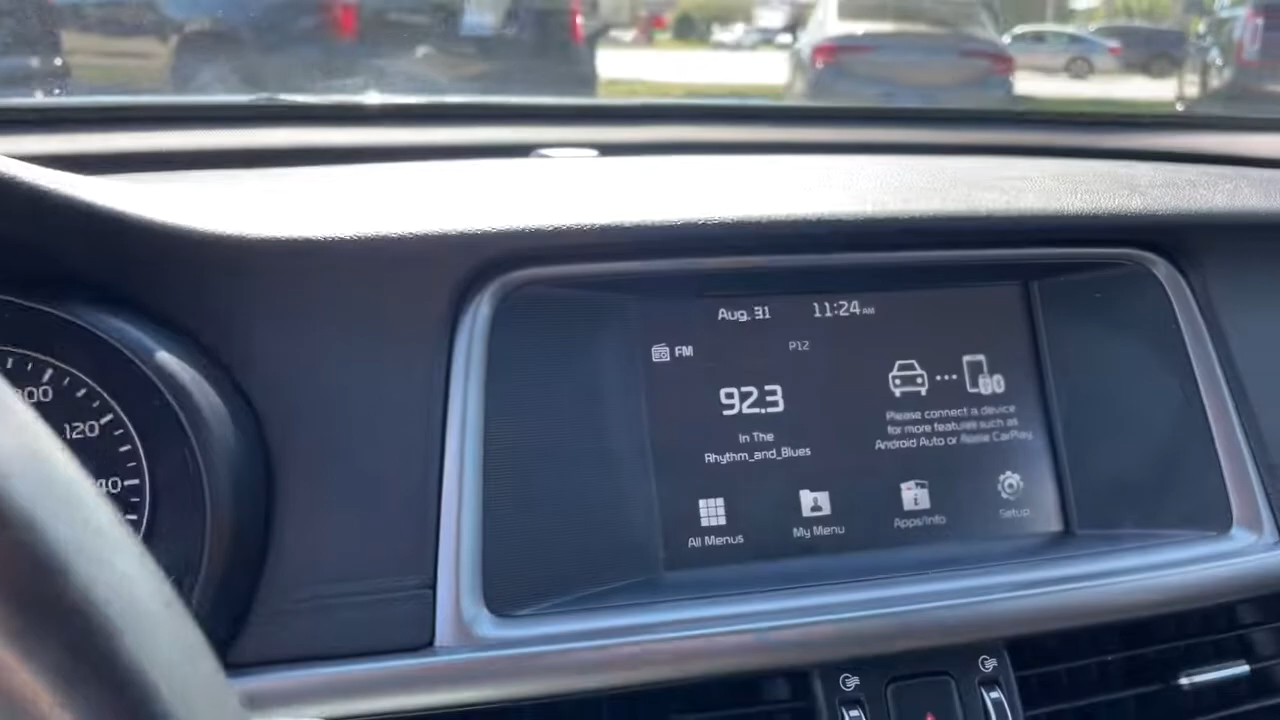 Aug. 31 11:24 AM
FM P12
92.3
In The
Rhythm_and_Blues
Please connect a device
for more features such as
Android Auto or Apple CarPlay.
All Menus My Menu Apps/Info Setup
120